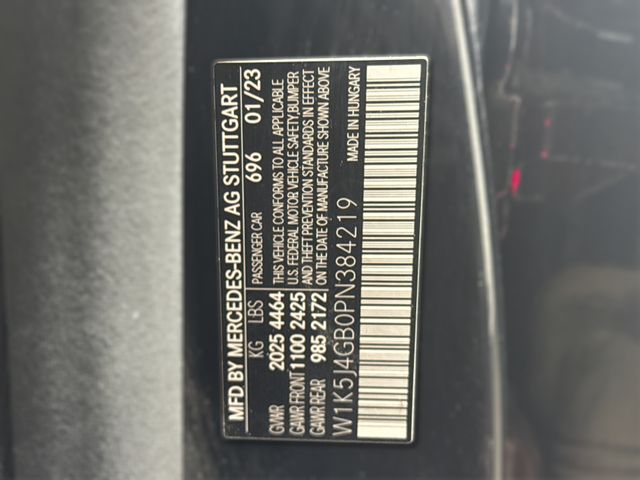 MFD BY MERCEDES-BENZ AG STUTTGART
PASSENGER CAR 696 01/23
KG LBS
GVWR 2025 4464
GAWR FRONT 1100 2425
GAWR REAR 985 2172
THIS VEHICLE CONFORMS TO ALL APPLICABLE
U.S. FEDERAL MOTOR VEHICLE SAFETY,BUMPER
AND THEFT PREVENTION STANDARDS IN EFFECT
ON THE DATE OF MANUFACTURE SHOWN ABOVE
W1K5J4GB0PN384219
MADE IN HUNGARY